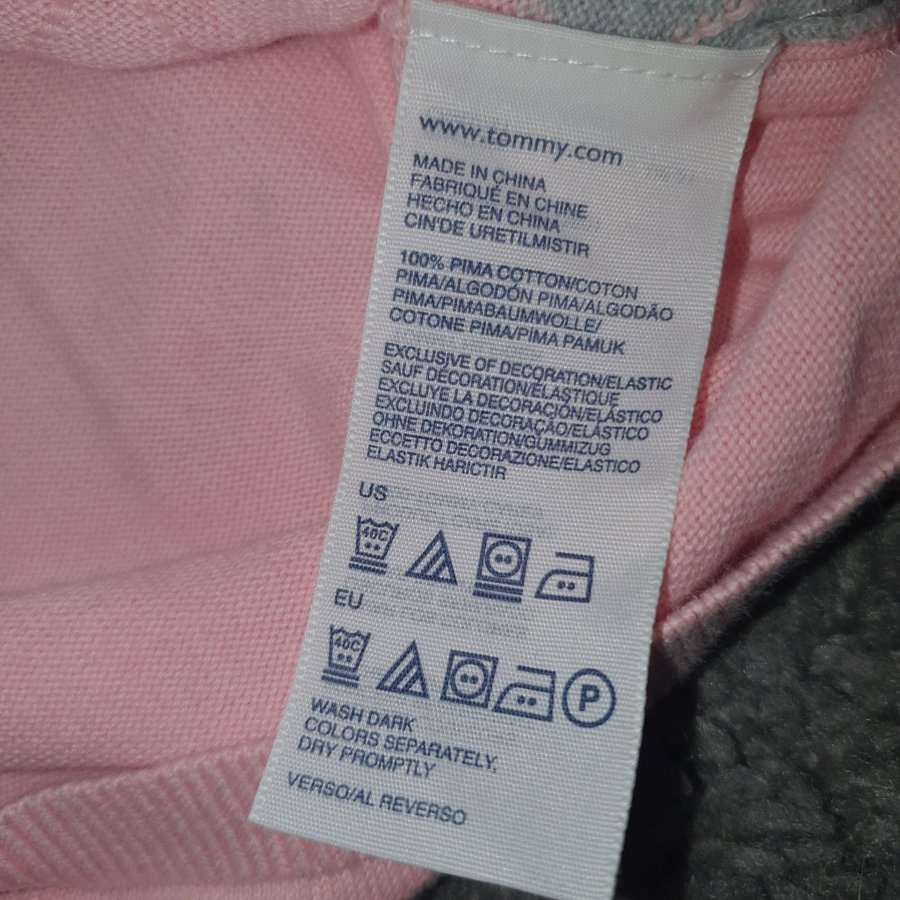 www.tommy.com
MADE IN CHINA
FABRIQUÉ EN CHINE
HECHO EN CHINA
CIN'DE URETILMISTIR
100% PIMA COTTON/COTON
PIMA/ALGODÓN PIMA/ALGODÃO
PIMA/PIMABAUMWOLLE/
COTONE PIMA/PIMA PAMUK
EXCLUSIVE OF DECORATION/ELASTIC
SAUF DÉCORATION/ÉLASTIQUE
EXCLUYE LA DECORACIÓN/ELÁSTICO
EXCLUINDO DECORAÇÃO/ELÁSTICO
OHNE DEKORATION/GUMMIZUG
ECCETTO DECORAZIONE/ELASTICO
ELASTIK HARICTIR
US
40C
EU
40C
P
WASH DARK
COLORS SEPARATELY,
DRY PROMPTLY
VERSO/AL REVERSO